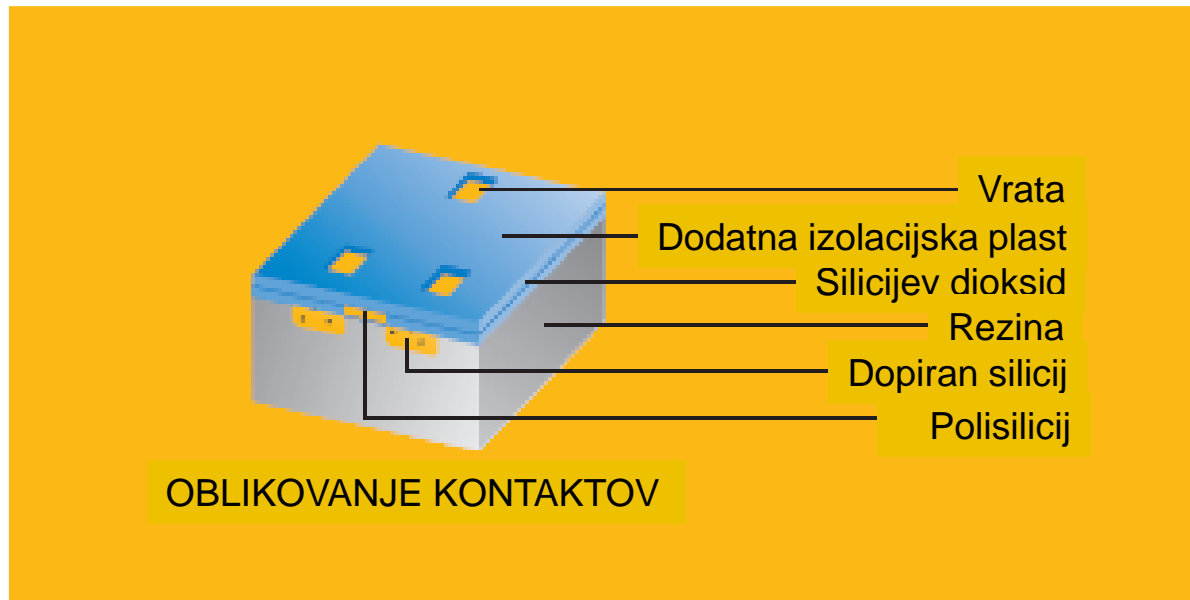 Vrata
Dodatna izolacijska plast
Silicijev dioksid
Rezina
Dopiran silicij
Polisilicij
OBLIKOVANJE KONTAKTOV